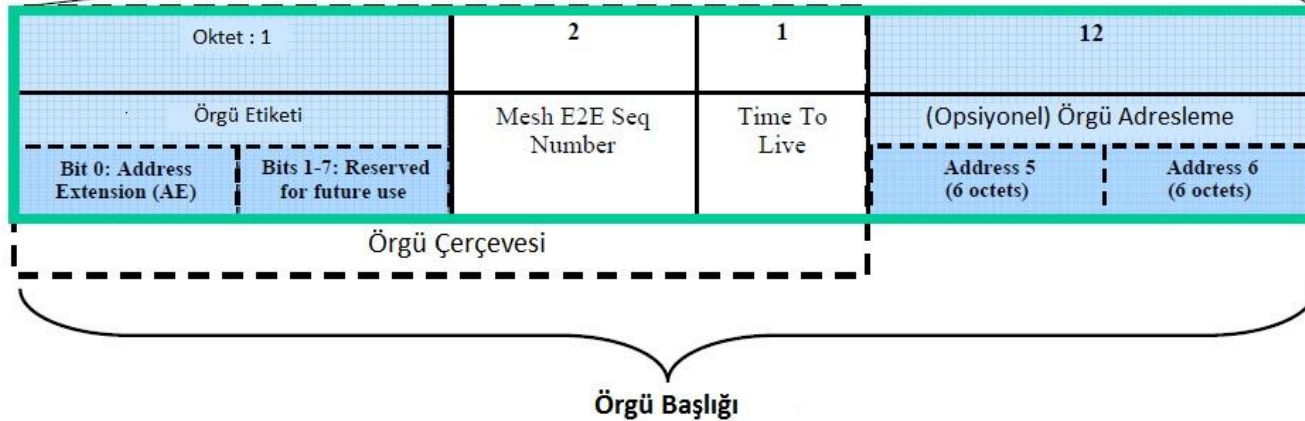 Oktet : 1
2
1
12
Örgü Etiketi
Mesh E2E Seq
Number
Time To
Live
(Opsiyonel) Örgü Adresleme
Bit 0: Address
Extension (AE)
Bits 1-7: Reserved
for future use
Address 5
(6 octets)
Address 6
(6 octets)
Örgü Çerçevesi
Örgü Başlığı